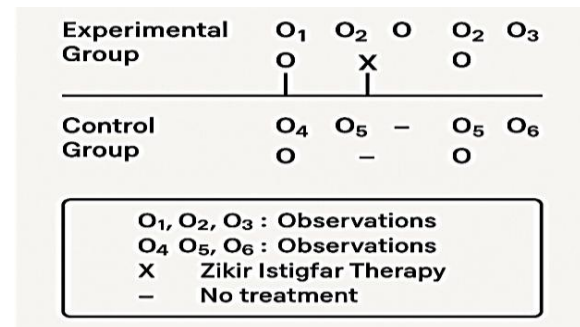 Experimental O₁ O₂ O O₂ O₃
Group O X O
Control O₄ O₅ – O₅ O₆
Group O – O
O₁, O₂, O₃ : Observations
O₄ O₅, O₆ : Observations
X Zikir Istigfar Therapy
– No treatment